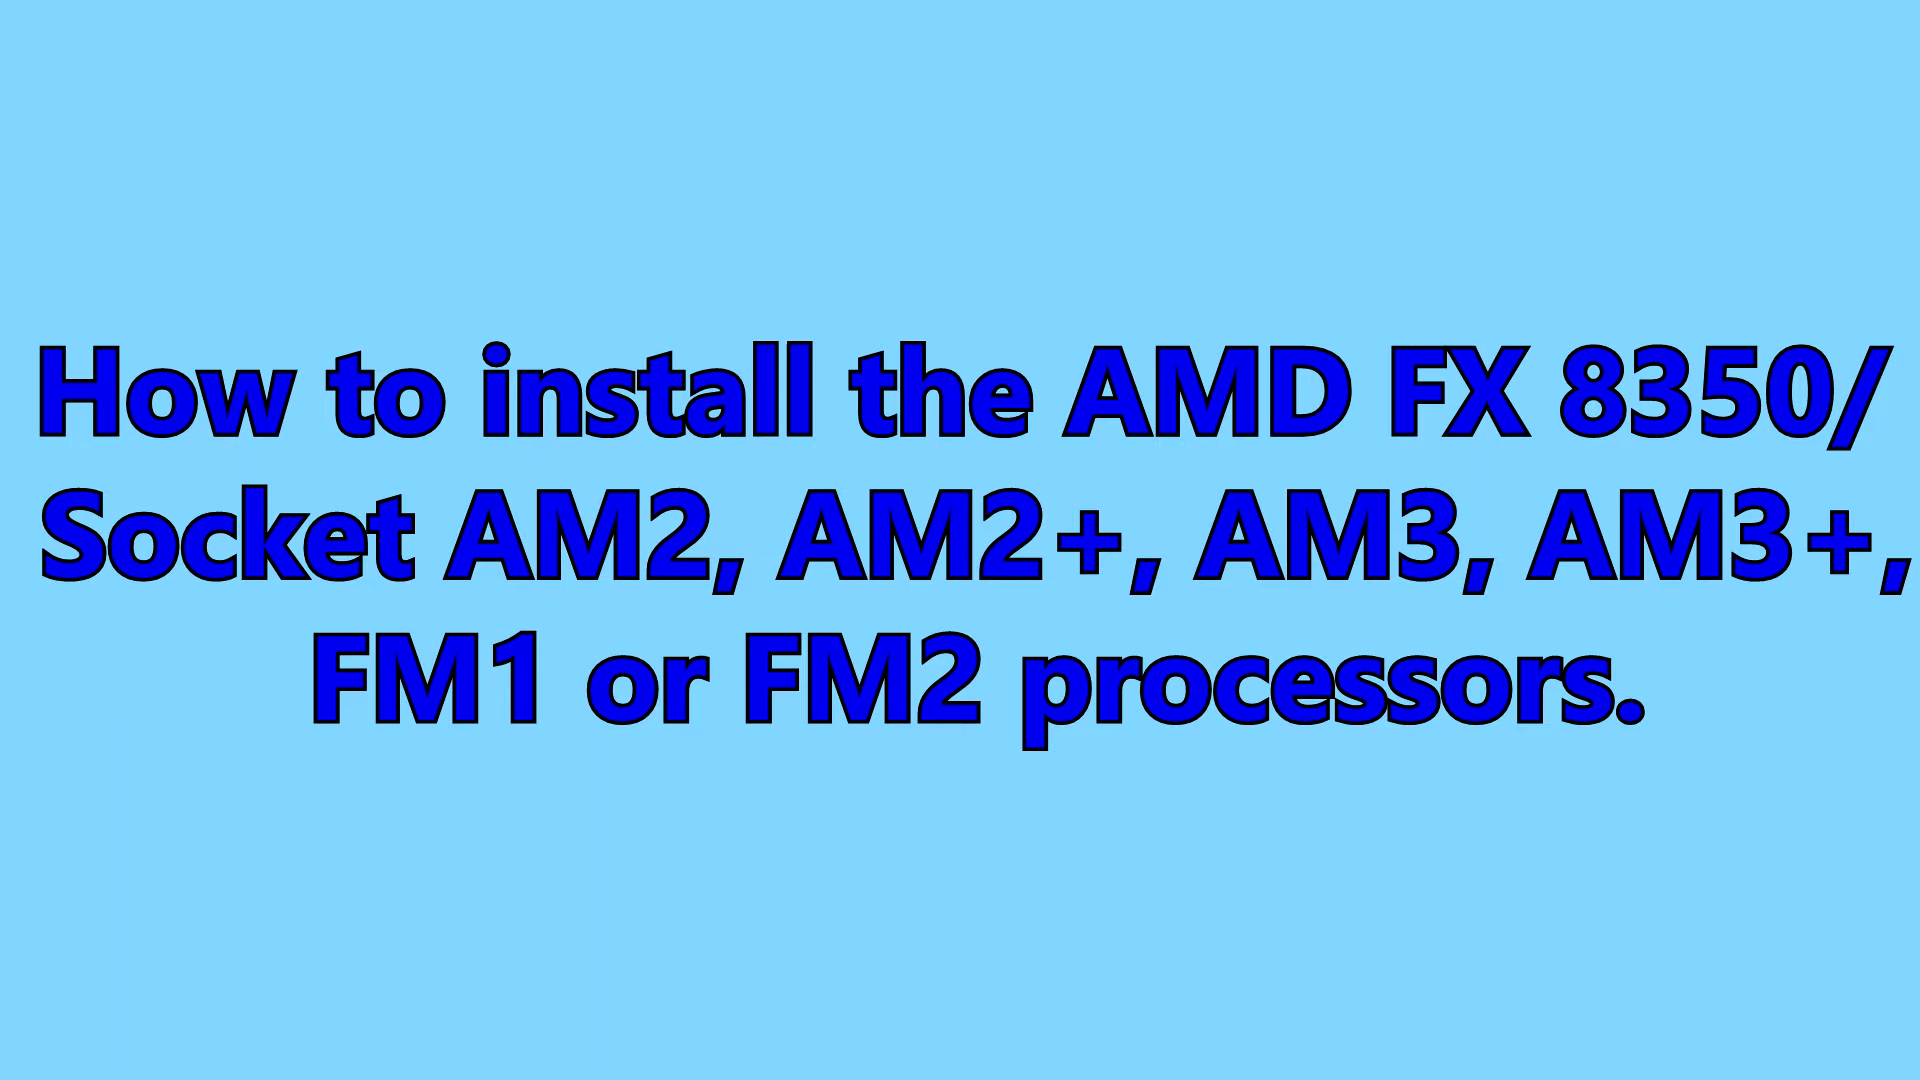 How to install the AMD FX 8350/
Socket AM2, AM2+, AM3, AM3+,
FM1 or FM2 processors.